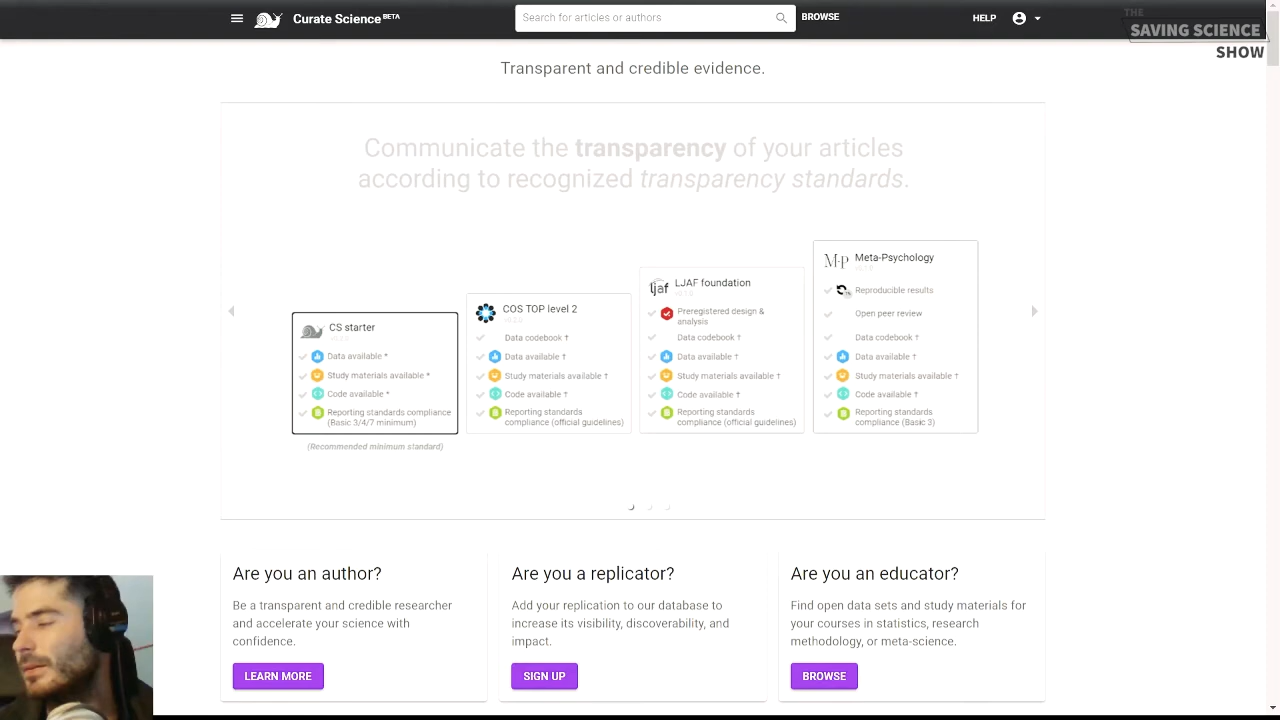 Curate Science BETA
Search for articles or authors
BROWSE
HELP
THE
SAVING SCIENCE
SHOW
Transparent and credible evidence.
Communicate the transparency of your articles
according to recognized transparency standards.
CS starter
Data available *
Study materials available *
Code available *
Reporting standards compliance
(Basic 3/4/7 minimum)
(Recommended minimum standard)
COS TOP level 2
Data codebook †
Data available †
Study materials available †
Code available †
Reporting standards
compliance (official guidelines)
ljaf
LJAF foundation
Preregistered design &
analysis
Data codebook †
Data available †
Study materials available †
Code available †
Reporting standards
compliance (official guidelines)
M-P
Meta-Psychology
Reproducible results
Open peer review
Data codebook †
Data available †
Study materials available †
Code available †
Reporting standards
compliance (Basic 3)
Are you an author?
Be a transparent and credible researcher
and accelerate your science with
confidence.
LEARN MORE
Are you a replicator?
Add your replication to our database to
increase its visibility, discoverability, and
impact.
SIGN UP
Are you an educator?
Find open data sets and study materials for
your courses in statistics, research
methodology, or meta-science.
BROWSE